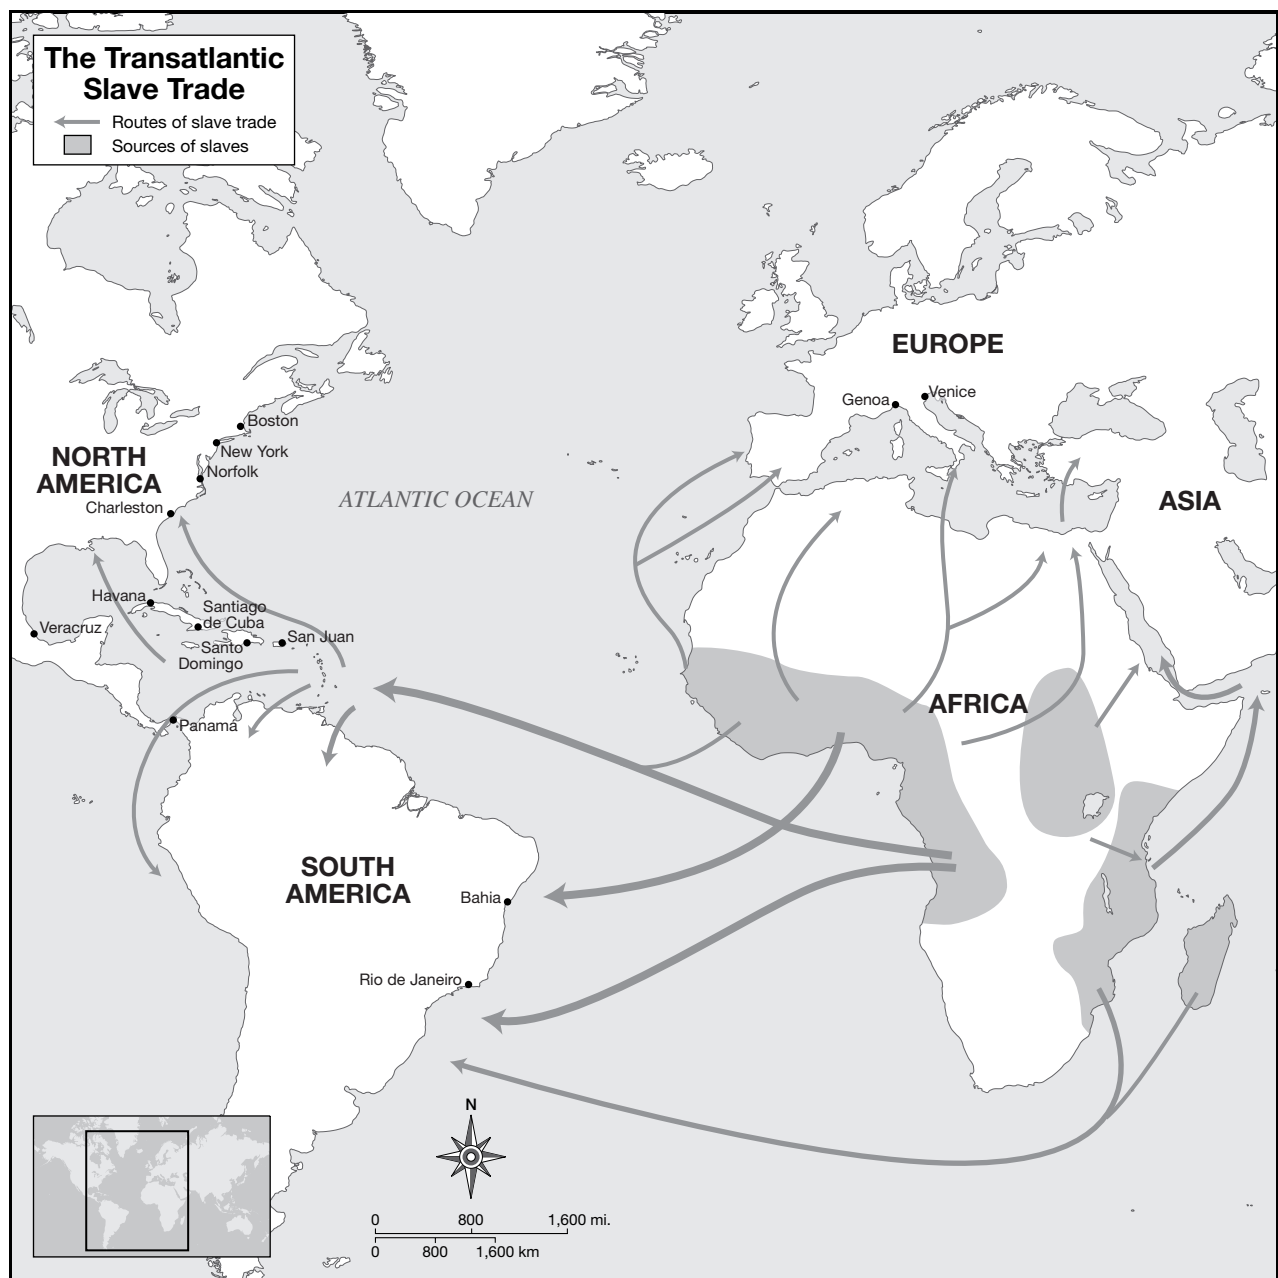 The Transatlantic
Slave Trade
Routes of slave trade
Sources of slaves
EUROPE
Genoa
Venice
Boston
New York
Norfolk
NORTH
AMERICA
Charleston
ATLANTIC OCEAN
ASIA
Havana
Santiago
de Cuba
Veracruz
San Juan
Santo
Domingo
AFRICA
Panamá
SOUTH
AMERICA
Bahia
Rio de Janeiro
N
0 800 1,600 mi.
0 800 1,600 km